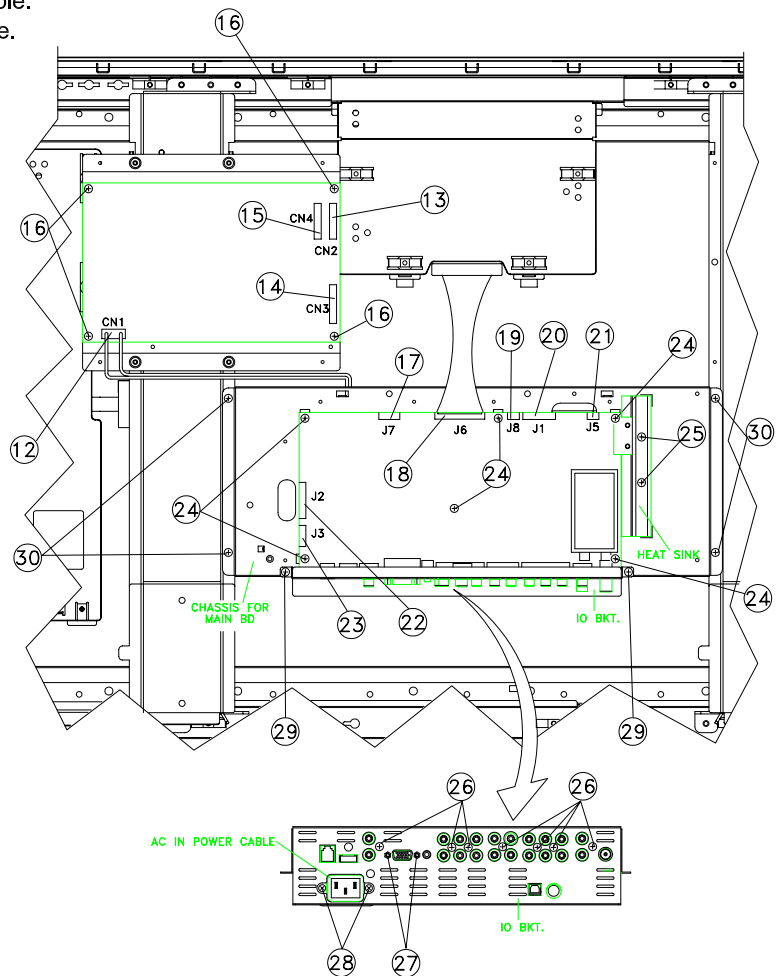 ble.
e.
16
16
13
15
CN4
CN2
16
14
CN3
16
CN1
12
17
18
19
20
21
24
J7
J6
J8
J1
J5
25
30
24
24
J2
J3
30
HEAT SINK
24
CHASSIS FOR
MAIN BD
23
22
IO BKT.
29
29
26
26
AC IN POWER CABLE
IO BKT.
28
27